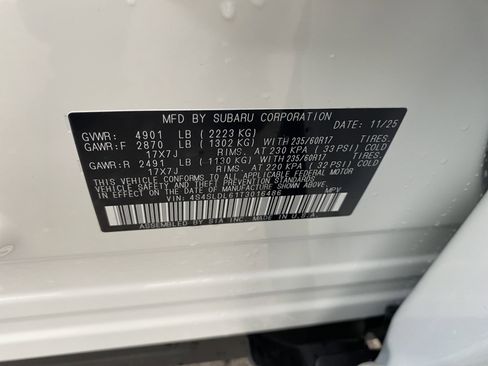 MFD BY SUBARU CORPORATION DATE: 11/25
GVWR: 4901 LB ( 2223 KG)
GAWR:F 2870 LB ( 1302 KG) WITH 235/60R17 TIRES,
17X7J RIMS, AT 230 KPA ( 33 PSI) COLD
GAWR:R 2491 LB ( 1130 KG) WITH 235/60R17 TIRES,
17X7J RIMS, AT 220 KPA ( 32 PSI) COLD
THIS VEHICLE CONFORMS TO ALL APPLICABLE FEDERAL MOTOR
VEHICLE SAFETY AND THEFT PREVENTION STANDARDS IN
EFFECT ON THE DATE OF MANUFACTURE SHOWN ABOVE.
VIN: 4S4SLDL61T3016486 MPV
ASSEMBLED BY SIA INC. MADE IN U.S.A.